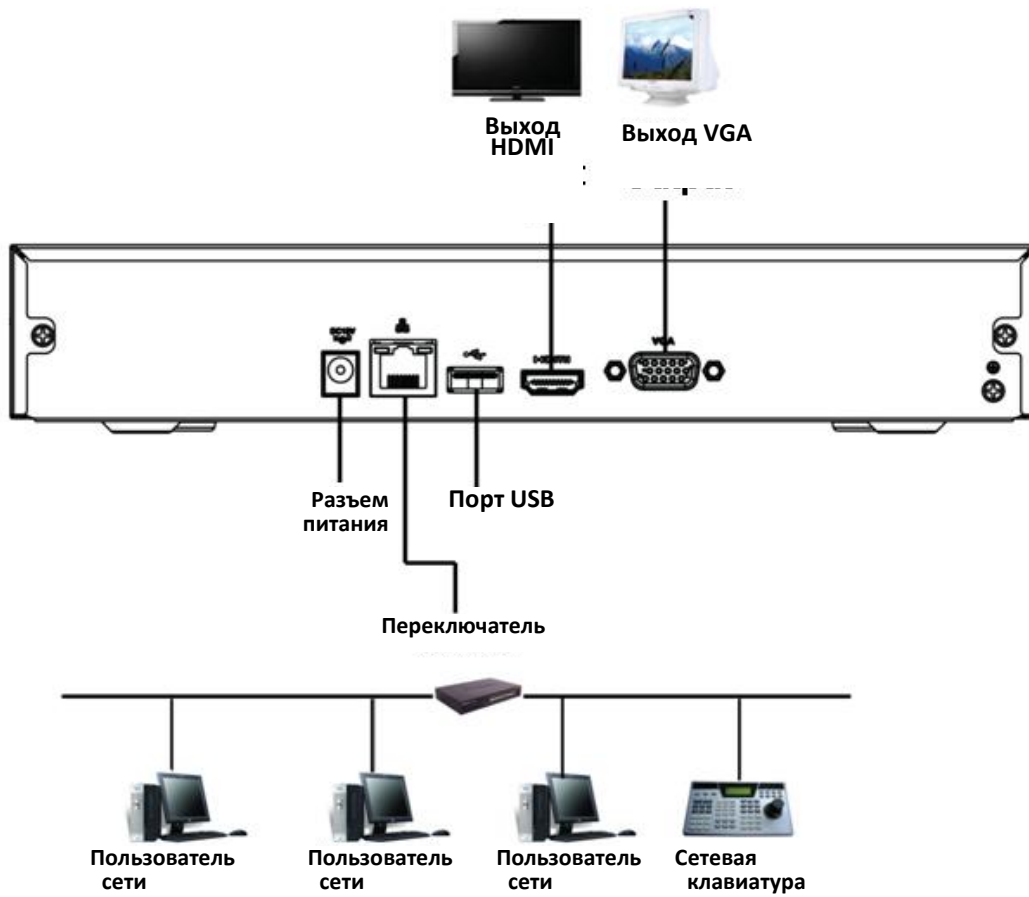 Выход
HDMI
Выход VGA
VGA
Разъем
питания
Порт USB
Переключатель
Пользователь
сети
Пользователь
сети
Пользователь
сети
Сетевая
клавиатура